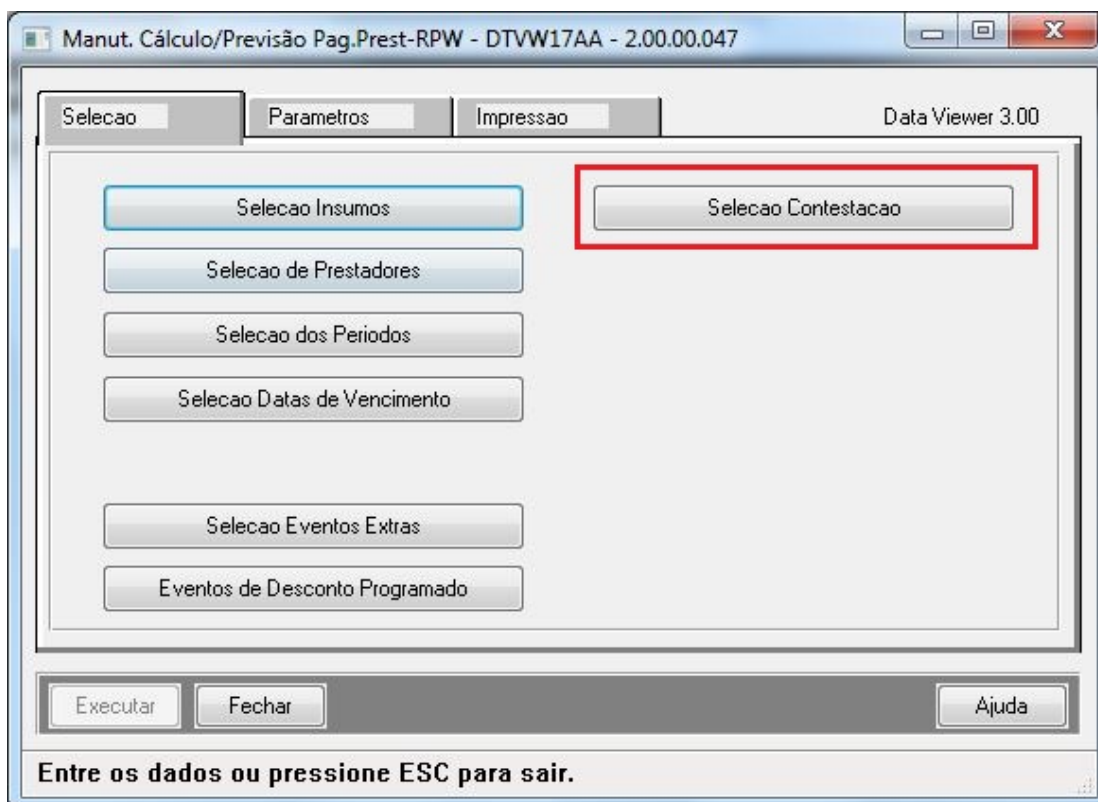 Manut. Cálculo/Previsão Pag.Prest-RPW - DTVW17AA - 2.00.00.047
Selecao Parametros Impressao Data Viewer 3.00
Selecao Insumos Selecao Contestacao
Selecao de Prestadores
Selecao dos Periodos
Selecao Datas de Vencimento
Selecao Eventos Extras
Eventos de Desconto Programado
Executar Fechar Ajuda
Entre os dados ou pressione ESC para sair.